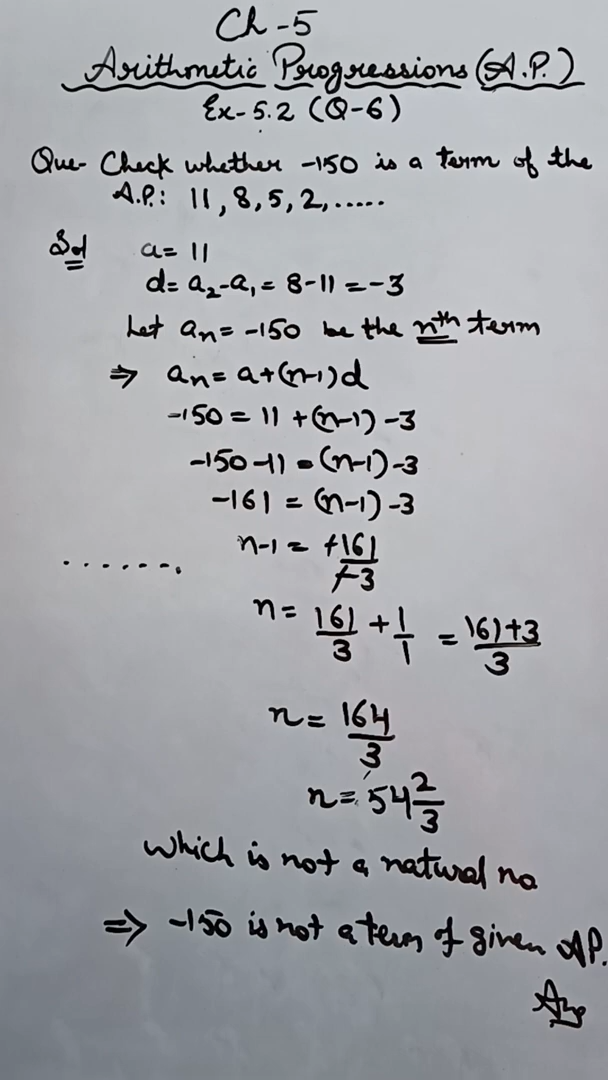 Ch-5
Arithmetic Progressions (A.P.)
Ex-5.2 (Q-6)
Que- Check whether -150 is a term of the
A.P.: 11, 8, 5, 2, .....
Sol a = 11
d = a₂-a₁ = 8-11 = -3
Let aₙ = -150 be the nth term
⇒ aₙ = a+(n-1)d
-150 = 11 + (n-1) -3
-150-11 = (n-1)-3
-161 = (n-1)-3
n-1 = -161/-3
.......
n = 161/3 + 1/1 = 161+3/3
n = 164/3
n = 54 2/3
which is not a natural no
⇒ -150 is not a term of given AP.
Ans